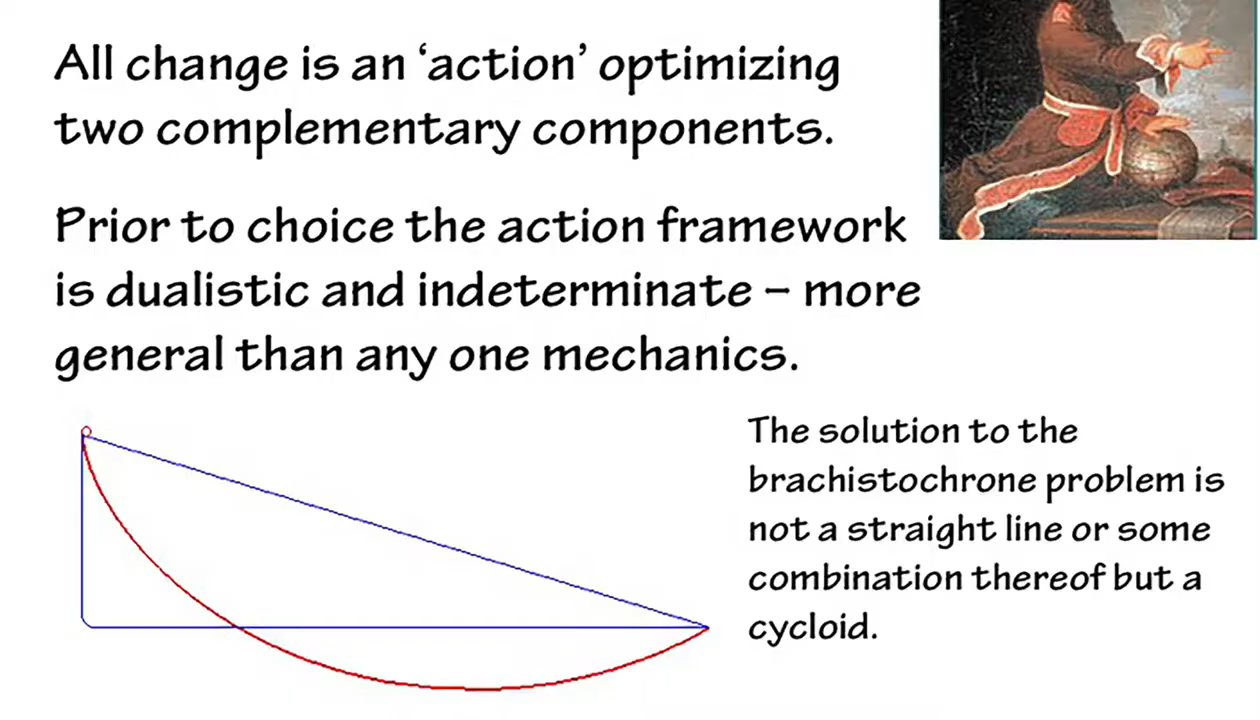 All change is an ‘action’ optimizing
two complementary components.
Prior to choice the action framework
is dualistic and indeterminate – more
general than any one mechanics.
The solution to the
brachistochrone problem is
not a straight line or some
combination thereof but a
cycloid.